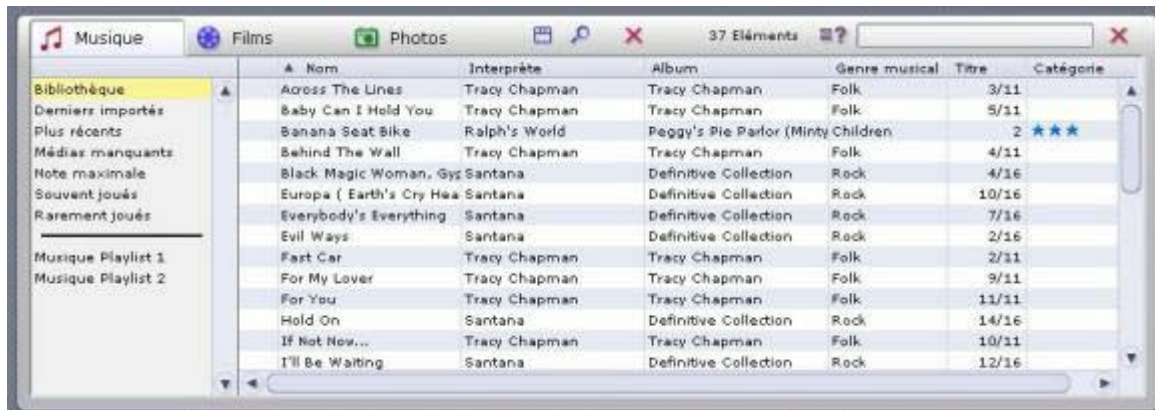 Musique Films Photos 37 Eléments ?
▲ Nom Interprète Album Genre musical Titre Catégorie
Bibliothèque
Derniers importés
Plus récents
Médias manquants
Note maximale
Souvent joués
Rarement joués
Musique Playlist 1
Musique Playlist 2
Across The Lines Tracy Chapman Tracy Chapman Folk 3/11
Baby Can I Hold You Tracy Chapman Tracy Chapman Folk 5/11
Banana Seat Bike Ralph's World Peggy's Pie Parlor (Minty Children 2 ★★★
Behind The Wall Tracy Chapman Tracy Chapman Folk 4/11
Black Magic Woman, Gyp Santana Definitive Collection Rock 4/16
Europa ( Earth's Cry Hea Santana Definitive Collection Rock 10/16
Everybody's Everything Santana Definitive Collection Rock 7/16
Evil Ways Santana Definitive Collection Rock 2/16
Fast Car Tracy Chapman Tracy Chapman Folk 2/11
For My Lover Tracy Chapman Tracy Chapman Folk 9/11
For You Tracy Chapman Tracy Chapman Folk 11/11
Hold On Santana Definitive Collection Rock 14/16
If Not Now... Tracy Chapman Tracy Chapman Folk 10/11
I'll Be Waiting Santana Definitive Collection Rock 12/16